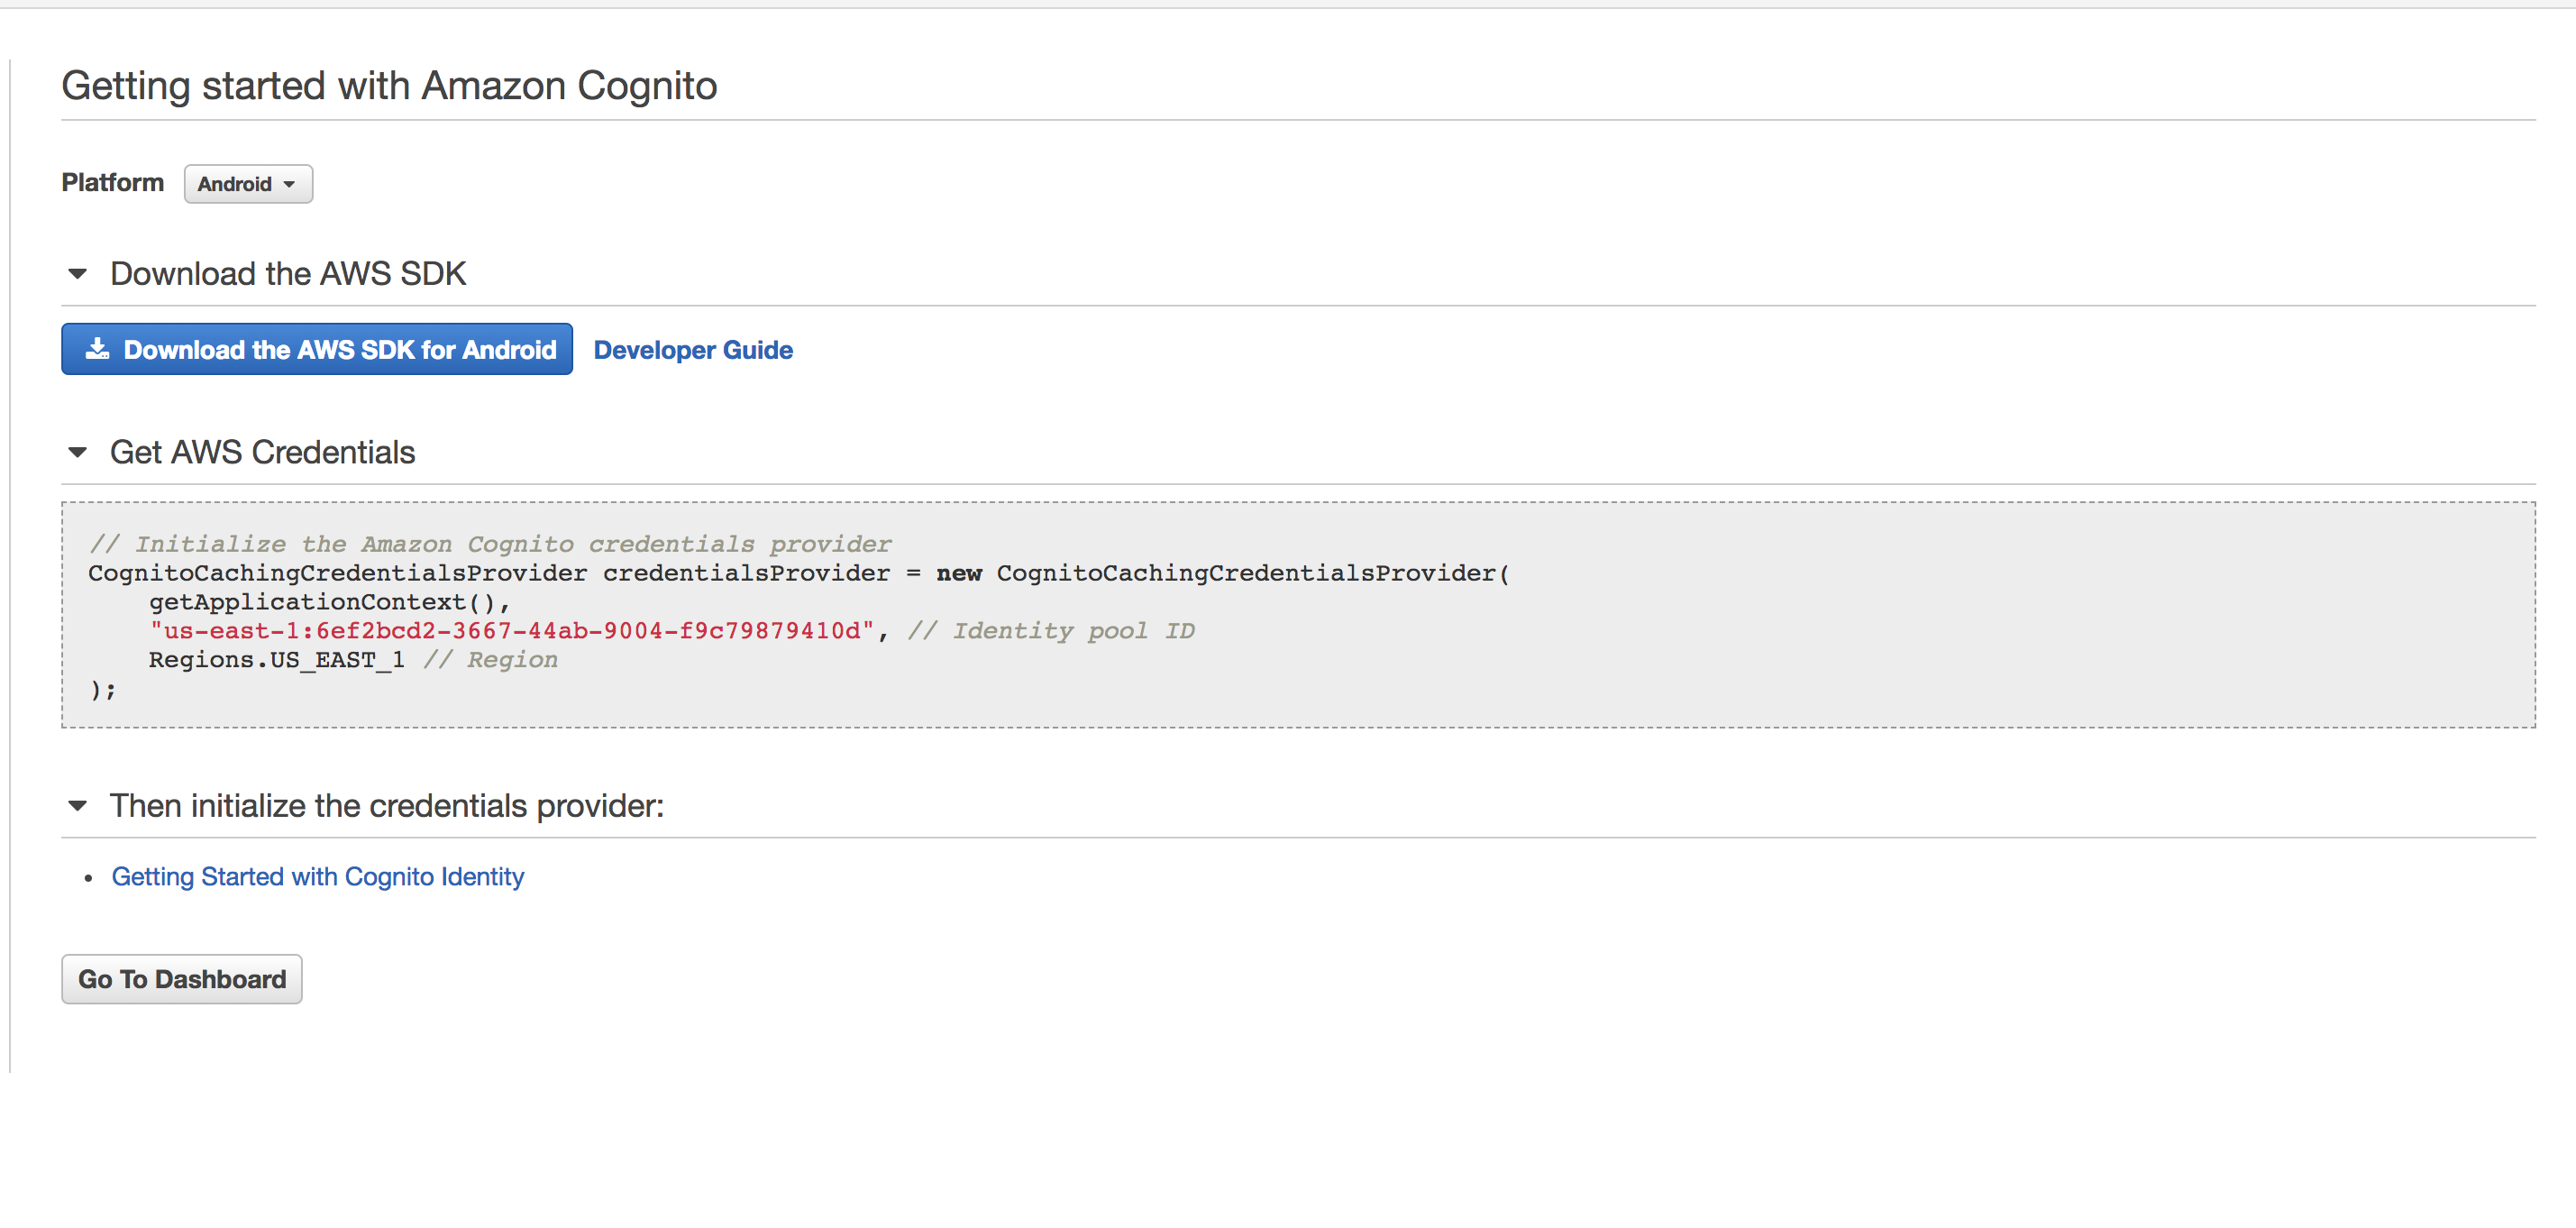 Getting started with Amazon Cognito
Platform Android
Download the AWS SDK
Download the AWS SDK for Android Developer Guide
Get AWS Credentials
// Initialize the Amazon Cognito credentials provider
CognitoCachingCredentialsProvider credentialsProvider = new CognitoCachingCredentialsProvider(
    getApplicationContext(),
    "us-east-1:6ef2bcd2-3667-44ab-9004-f9c79879410d", // Identity pool ID
    Regions.US_EAST_1 // Region
);
Then initialize the credentials provider:
• Getting Started with Cognito Identity
Go To Dashboard